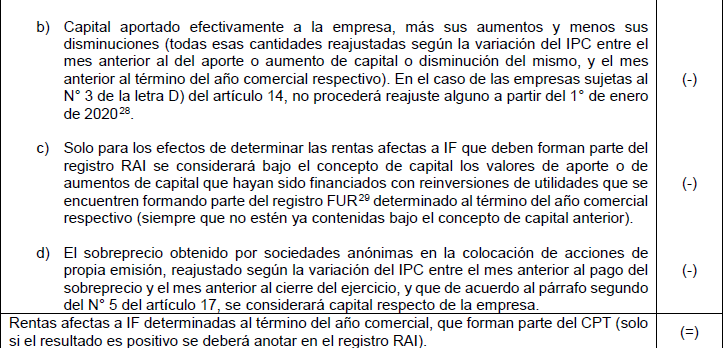 b) Capital aportado efectivamente a la empresa, más sus aumentos y menos sus
disminuciones (todas esas cantidades reajustadas según la variación del IPC entre el
mes anterior al del aporte o aumento de capital o disminución del mismo, y el mes
anterior al término del año comercial respectivo). En el caso de las empresas sujetas al
N° 3 de la letra D) del artículo 14, no procederá reajuste alguno a partir del 1° de enero
de 2020²⁸.
(-)
c) Solo para los efectos de determinar las rentas afectas a IF que deben forman parte del
registro RAI se considerará bajo el concepto de capital los valores de aporte o de
aumentos de capital que hayan sido financiados con reinversiones de utilidades que se
encuentren formando parte del registro FUR²⁹ determinado al término del año comercial
respectivo (siempre que no estén ya contenidas bajo el concepto de capital anterior).
(-)
d) El sobreprecio obtenido por sociedades anónimas en la colocación de acciones de
propia emisión, reajustado según la variación del IPC entre el mes anterior al pago del
sobreprecio y el mes anterior al cierre del ejercicio, y que de acuerdo al párrafo segundo
del N° 5 del artículo 17, se considerará capital respecto de la empresa.
(-)
Rentas afectas a IF determinadas al término del año comercial, que forman parte del CPT (solo
si el resultado es positivo se deberá anotar en el registro RAI).
(=)